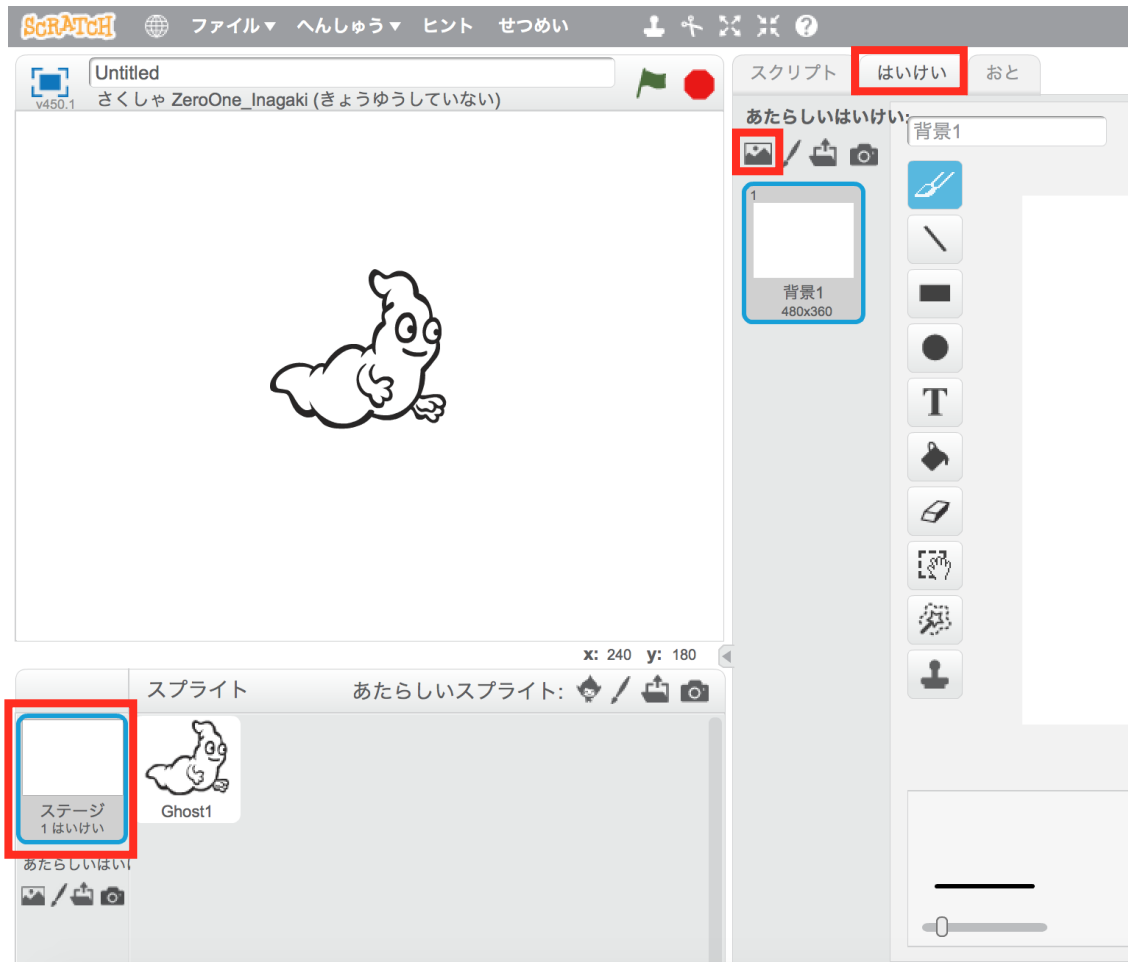 SCRATCH ファイル▼ へんしゅう▼ ヒント せつめい
Untitled
v450.1 さくしゃ ZeroOne_Inagaki (きょうゆうしていない)
スクリプト はいけい おと
あたらしいはいけい:
背景1
1
背景1
480x360
T
x: 240 y: 180
スプライト あたらしいスプライト:
ステージ
1 はいけい
Ghost1
あたらしいはい